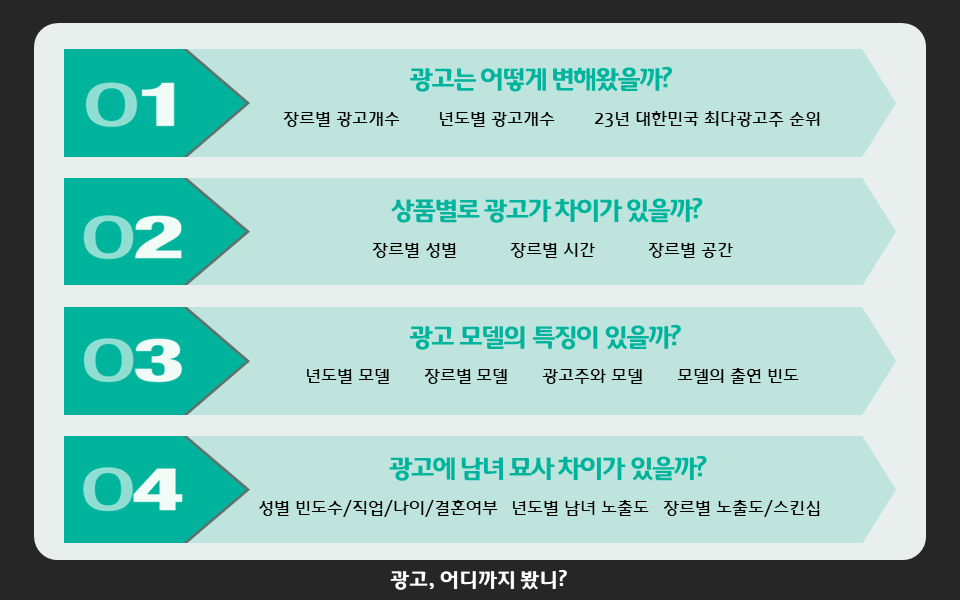 01
광고는 어떻게 변해왔을까?
장르별 광고개수 년도별 광고개수 23년 대한민국 최다광고주 순위
02
상품별로 광고가 차이가 있을까?
장르별 성별 장르별 시간 장르별 공간
03
광고 모델의 특징이 있을까?
년도별 모델 장르별 모델 광고주와 모델 모델의 출연 빈도
04
광고에 남녀 묘사 차이가 있을까?
성별 빈도수/직업/나이/결혼여부 년도별 남녀 노출도 장르별 노출도/스킨십
광고, 어디까지 봤니?